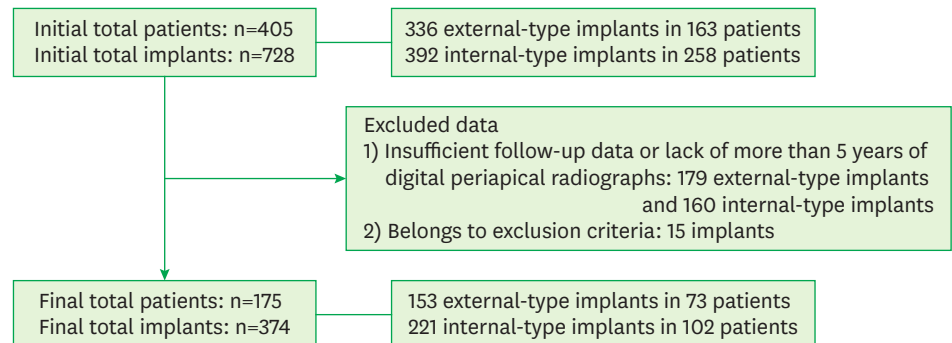 Initial total patients: n=405
Initial total implants: n=728
336 external-type implants in 163 patients
392 internal-type implants in 258 patients
Excluded data
1) Insufficient follow-up data or lack of more than 5 years of
digital periapical radiographs: 179 external-type implants
and 160 internal-type implants
2) Belongs to exclusion criteria: 15 implants
Final total patients: n=175
Final total implants: n=374
153 external-type implants in 73 patients
221 internal-type implants in 102 patients